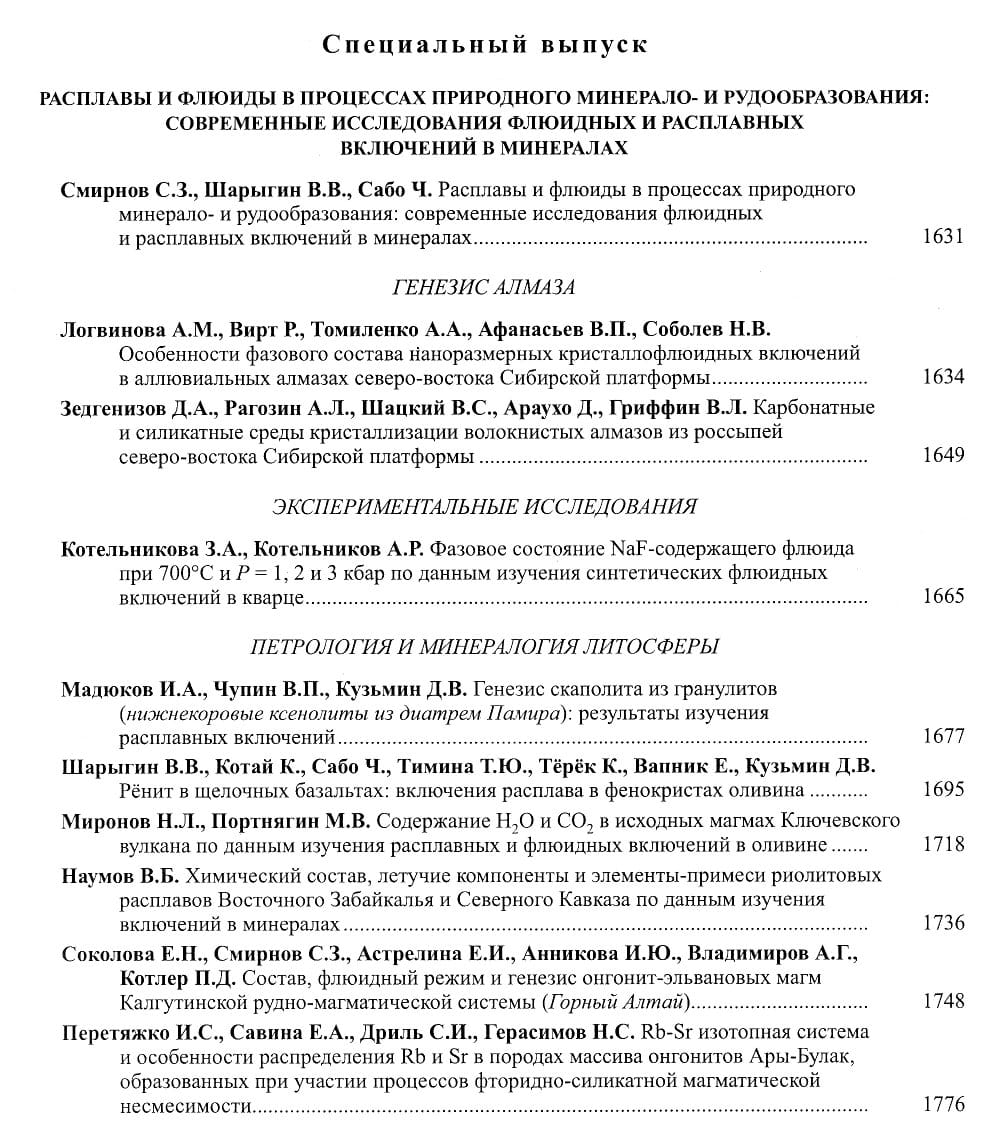 Специальный выпуск
РАСПЛАВЫ И ФЛЮИДЫ В ПРОЦЕССАХ ПРИРОДНОГО МИНЕРАЛО- И РУДООБРАЗОВАНИЯ:
СОВРЕМЕННЫЕ ИССЛЕДОВАНИЯ ФЛЮИДНЫХ И РАСПЛАВНЫХ
ВКЛЮЧЕНИЙ В МИНЕРАЛАХ
Смирнов С.З., Шарыгин В.В., Сабо Ч. Расплавы и флюиды в процессах природного
минерало- и рудообразования: современные исследования флюидных
и расплавных включений в минералах........ 1631
ГЕНЕЗИС АЛМАЗА
Логвинова А.М., Вирт Р., Томиленко А.А., Афанасьев В.П., Соболев Н.В.
Особенности фазового состава наноразмерных кристаллофлюидных включений
в аллювиальных алмазах северо-востока Сибирской платформы........ 1634
Зедгенизов Д.А., Рагозин А.Л., Шацкий В.С., Араухо Д., Гриффин В.Л. Карбонатные
и силикатные среды кристаллизации волокнистых алмазов из россыпей
северо-востока Сибирской платформы ........ 1649
ЭКСПЕРИМЕНТАЛЬНЫЕ ИССЛЕДОВАНИЯ
Котельникова З.А., Котельников А.Р. Фазовое состояние NaF-содержащего флюида
при 700°C и P = 1, 2 и 3 кбар по данным изучения синтетических флюидных
включений в кварце........ 1665
ПЕТРОЛОГИЯ И МИНЕРАЛОГИЯ ЛИТОСФЕРЫ
Мадюков И.А., Чупин В.П., Кузьмин Д.В. Генезис скаполита из гранулитов
(нижнекоровые ксенолиты из диатрем Памира): результаты изучения
расплавных включений........ 1677
Шарыгин В.В., Котай К., Сабо Ч., Тимина Т.Ю., Тёрёк К., Вапник Е., Кузьмин Д.В.
Рёнит в щелочных базальтах: включения расплава в фенокристах оливина ........ 1695
Миронов Н.Л., Портнягин М.В. Содержание H₂O и CO₂ в исходных магмах Ключевского
вулкана по данным изучения расплавных и флюидных включений в оливине ...... 1718
Наумов В.Б. Химический состав, летучие компоненты и элементы-примеси риолитовых
расплавов Восточного Забайкалья и Северного Кавказа по данным изучения
включений в минералах........ 1736
Соколова Е.Н., Смирнов С.З., Астрелина Е.И., Анникова И.Ю., Владимиров А.Г.,
Котлер П.Д. Состав, флюидный режим и генезис онгонит-эльвановых магм
Калгутинской рудно-магматической системы (Горный Алтай)........ 1748
Перетяжко И.С., Савина Е.А., Дриль С.И., Герасимов Н.С. Rb-Sr изотопная система
и особенности распределения Rb и Sr в породах массива онгонитов Ары-Булак,
образованных при участии процессов фторидно-силикатной магматической
несмесимости........ 1776